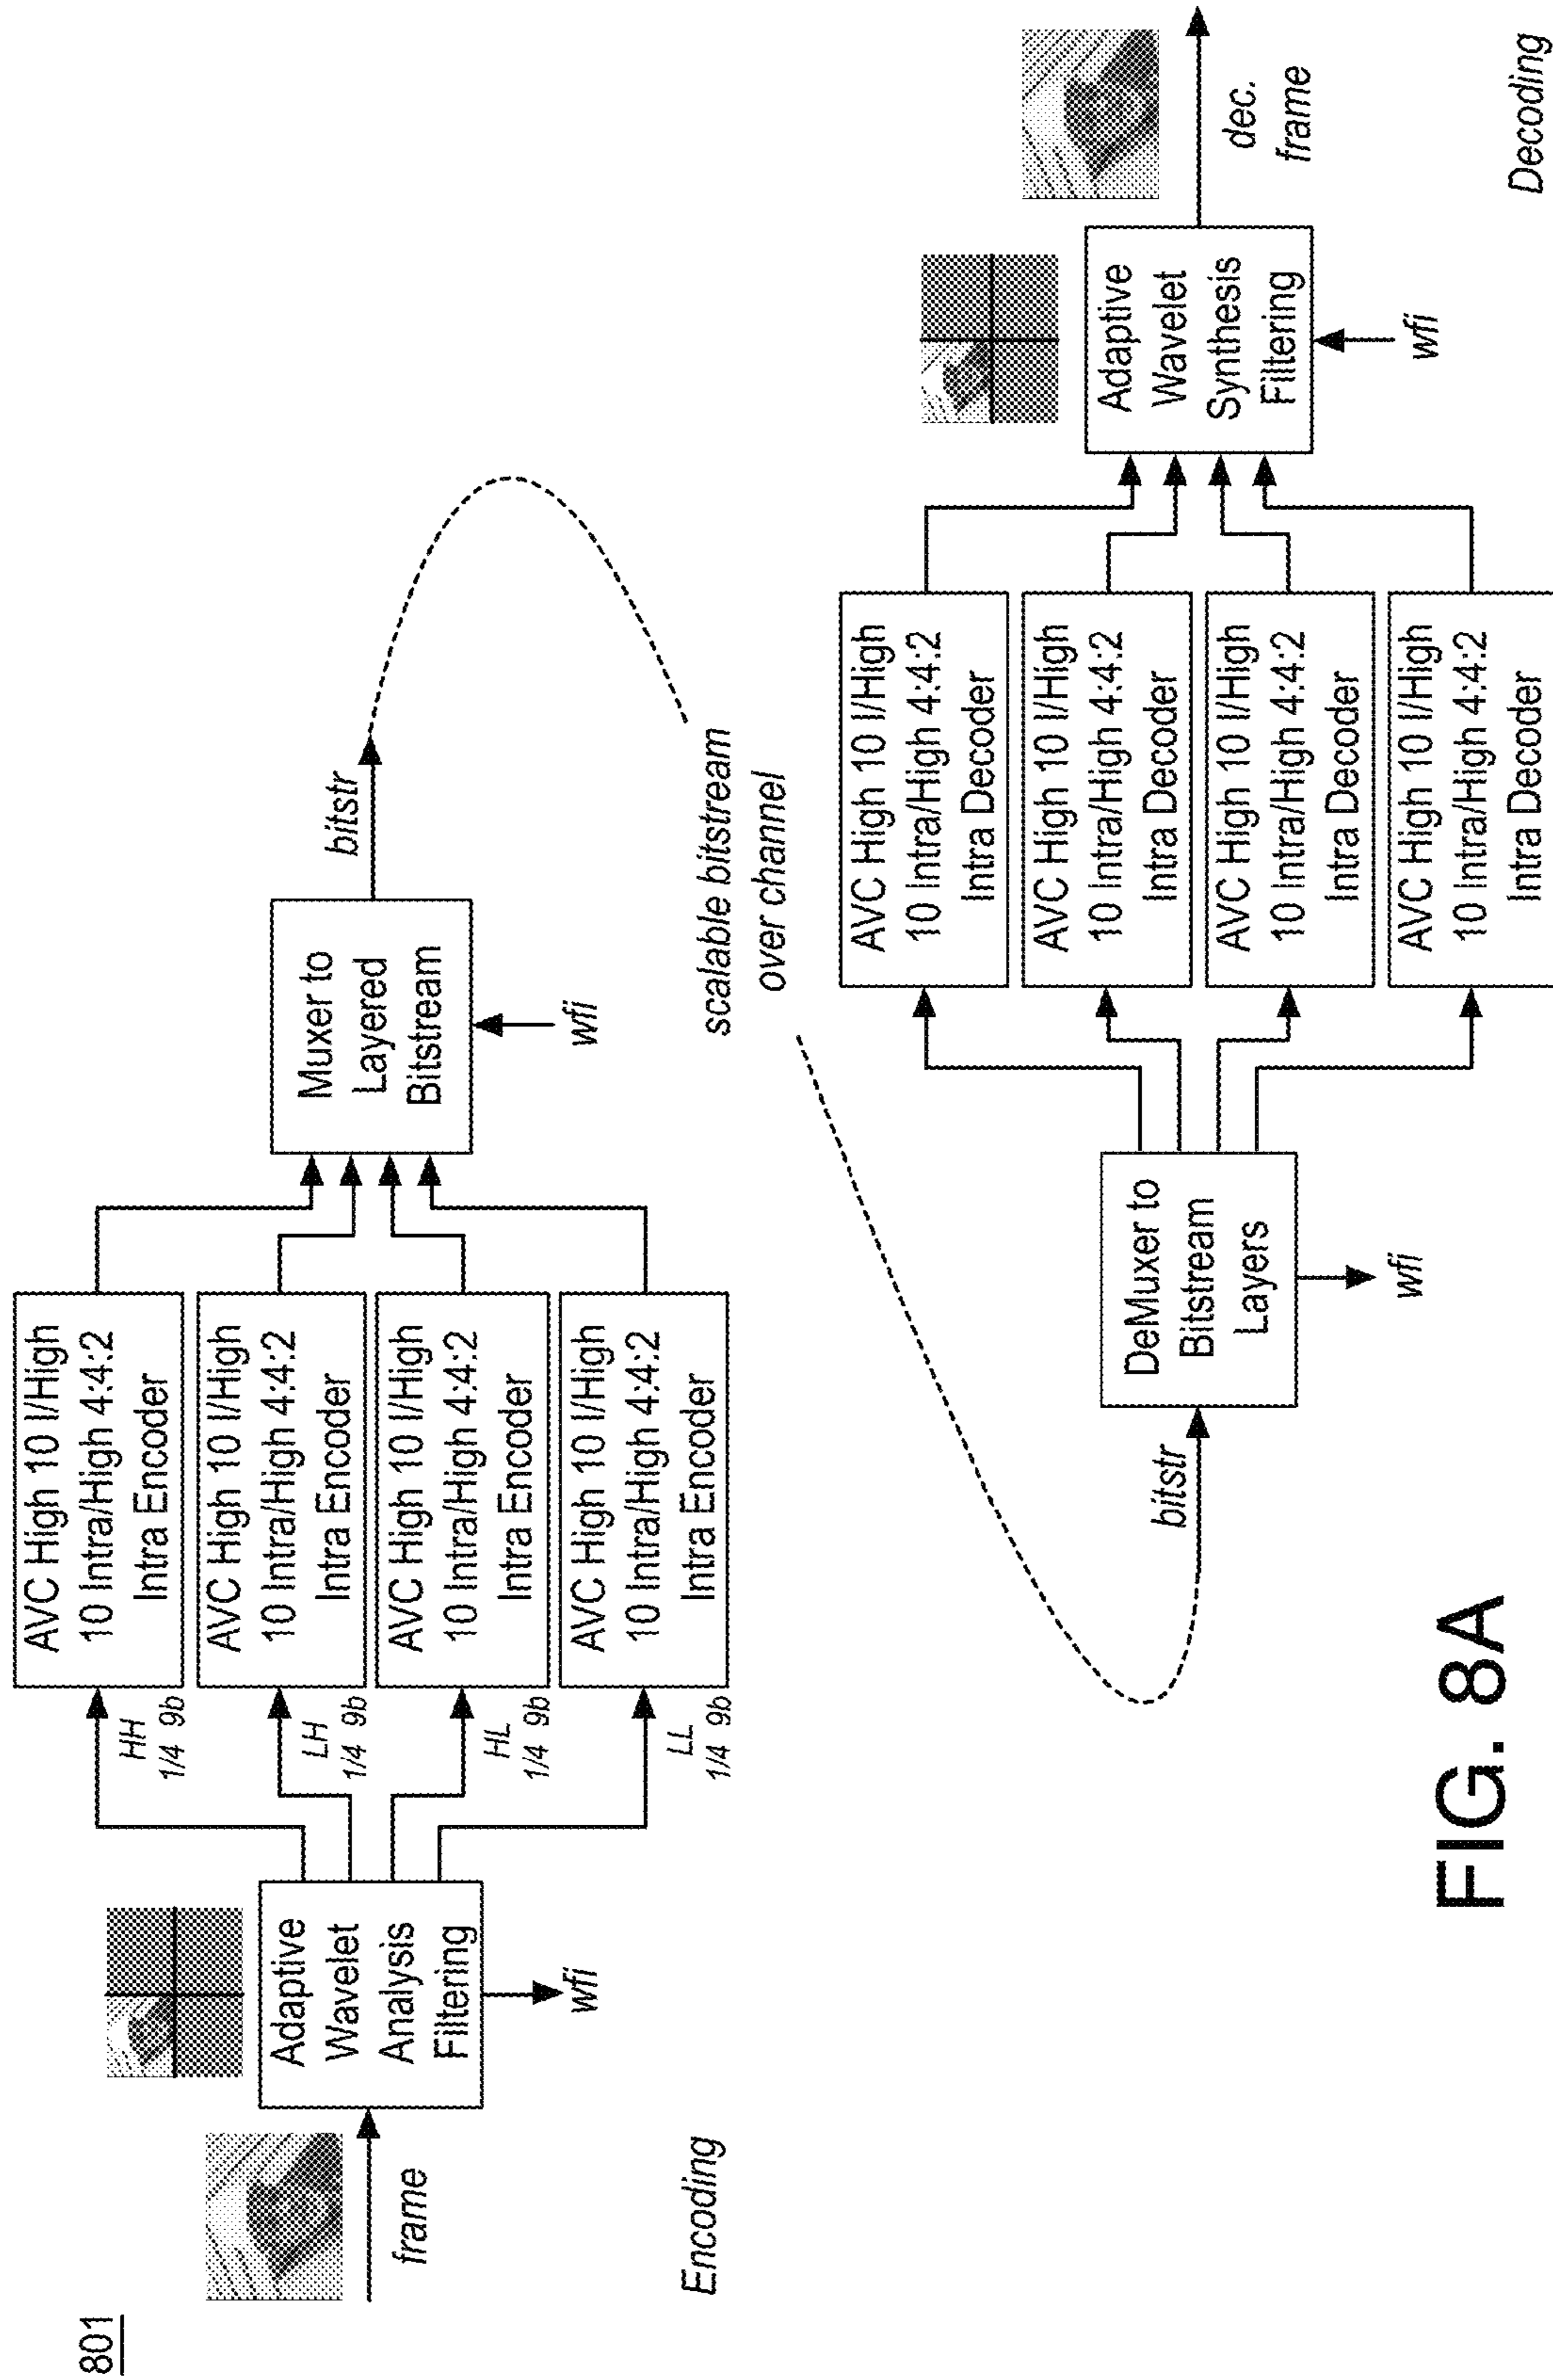 801
Encoding
frame
Adaptive
Wavelet
Analysis
Filtering
wfi
HH
1/4 9b
LH
1/4 9b
HL
1/4 9b
LL
1/4 9b
AVC High 10 I/High
10 Intra/High 4:4:2
Intra Encoder
AVC High 10 I/High
10 Intra/High 4:4:2
Intra Encoder
AVC High 10 I/High
10 Intra/High 4:4:2
Intra Encoder
AVC High 10 I/High
10 Intra/High 4:4:2
Intra Encoder
Muxer to
Layered
Bitstream
wfi
bitstr
scalable bitstream
over channel
bitstr
DeMuxer to
Bitstream
Layers
wfi
AVC High 10 I/High
10 Intra/High 4:4:2
Intra Decoder
AVC High 10 I/High
10 Intra/High 4:4:2
Intra Decoder
AVC High 10 I/High
10 Intra/High 4:4:2
Intra Decoder
AVC High 10 I/High
10 Intra/High 4:4:2
Intra Decoder
Adaptive
Wavelet
Synthesis
Filtering
wfi
dec.
frame
Decoding
FIG. 8A